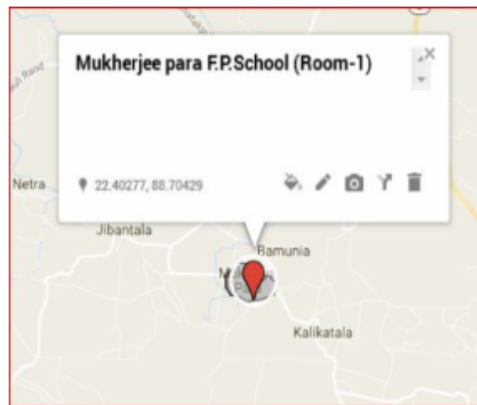 Mukherjee para F.P.School (Room-1)
22.40277, 88.70429
Netra
Jibantala
Bamunia
Kalikatala